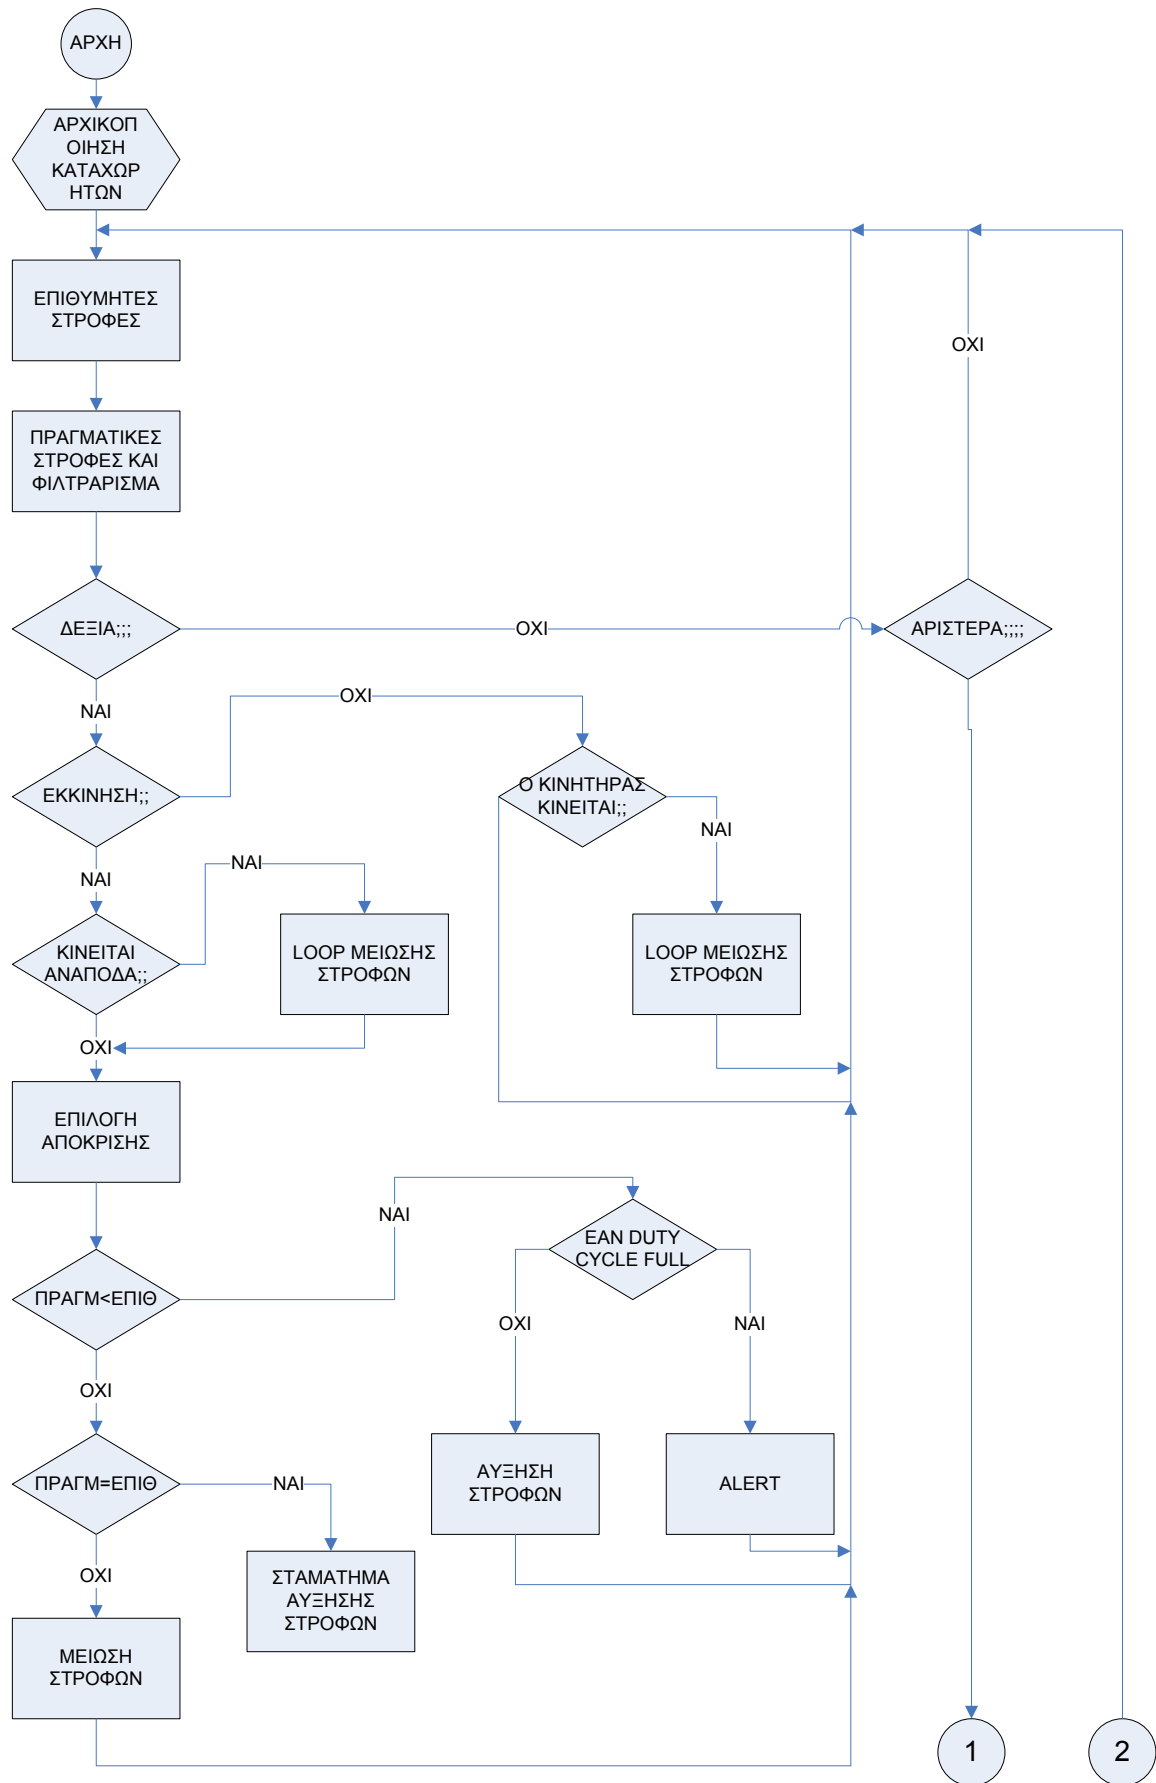 ΑΡΧΗ
ΑΡΧΙΚΟΠ
ΟΙΗΣΗ
ΚΑΤΑΧΩΡ
ΗΤΩΝ
ΕΠΙΘΥΜΗΤΕΣ
ΣΤΡΟΦΕΣ
ΟΧΙ
ΠΡΑΓΜΑΤΙΚΕΣ
ΣΤΡΟΦΕΣ ΚΑΙ
ΦΙΛΤΡΑΡΙΣΜΑ
ΔΕΞΙΑ;;;
ΟΧΙ
ΑΡΙΣΤΕΡΑ;;;;
ΝΑΙ
ΟΧΙ
ΕΚΚΙΝΗΣΗ;;
Ο ΚΙΝΗΤΗΡΑΣ
ΚΙΝΕΙΤΑΙ;;
ΝΑΙ
ΝΑΙ
ΝΑΙ
ΚΙΝΕΙΤΑΙ
ΑΝΑΠΟΔΑ;;
LOOP ΜΕΙΩΣΗΣ
ΣΤΡΟΦΩΝ
LOOP ΜΕΙΩΣΗΣ
ΣΤΡΟΦΩΝ
ΟΧΙ
ΕΠΙΛΟΓΗ
ΑΠΟΚΡΙΣΗΣ
ΝΑΙ
ΕΑΝ DUTY
CYCLE FULL
ΠΡΑΓΜ<ΕΠΙΘ
ΟΧΙ
ΝΑΙ
ΟΧΙ
ΠΡΑΓΜ=ΕΠΙΘ
ΝΑΙ
ΑΥΞΗΣΗ
ΣΤΡΟΦΩΝ
ALERT
ΟΧΙ
ΣΤΑΜΑΤΗΜΑ
ΑΥΞΗΣΗΣ
ΣΤΡΟΦΩΝ
ΜΕΙΩΣΗ
ΣΤΡΟΦΩΝ
1
2